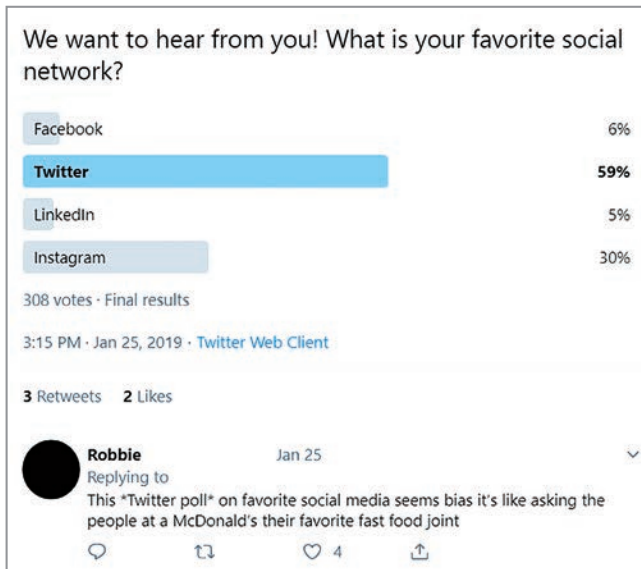 We want to hear from you! What is your favorite social
network?
Facebook 6%
Twitter 59%
LinkedIn 5%
Instagram 30%
308 votes · Final results
3:15 PM · Jan 25, 2019 · Twitter Web Client
3 Retweets 2 Likes
Robbie Jan 25
Replying to
This *Twitter poll* on favorite social media seems bias it's like asking the
people at a McDonald's their favorite fast food joint
4